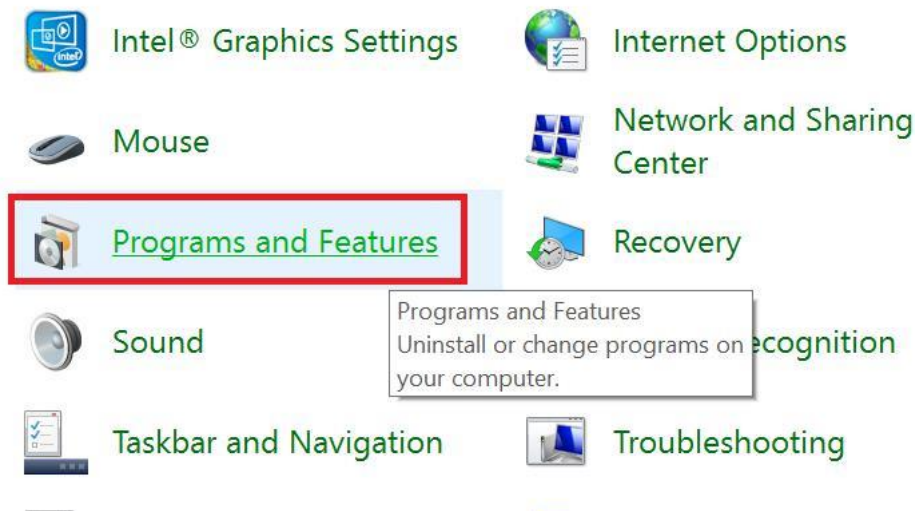 Intel® Graphics Settings
Internet Options
Mouse
Network and Sharing
Center
Programs and Features
Recovery
Programs and Features
Uninstall or change programs on
your computer.
Sound
ecognition
Taskbar and Navigation
Troubleshooting